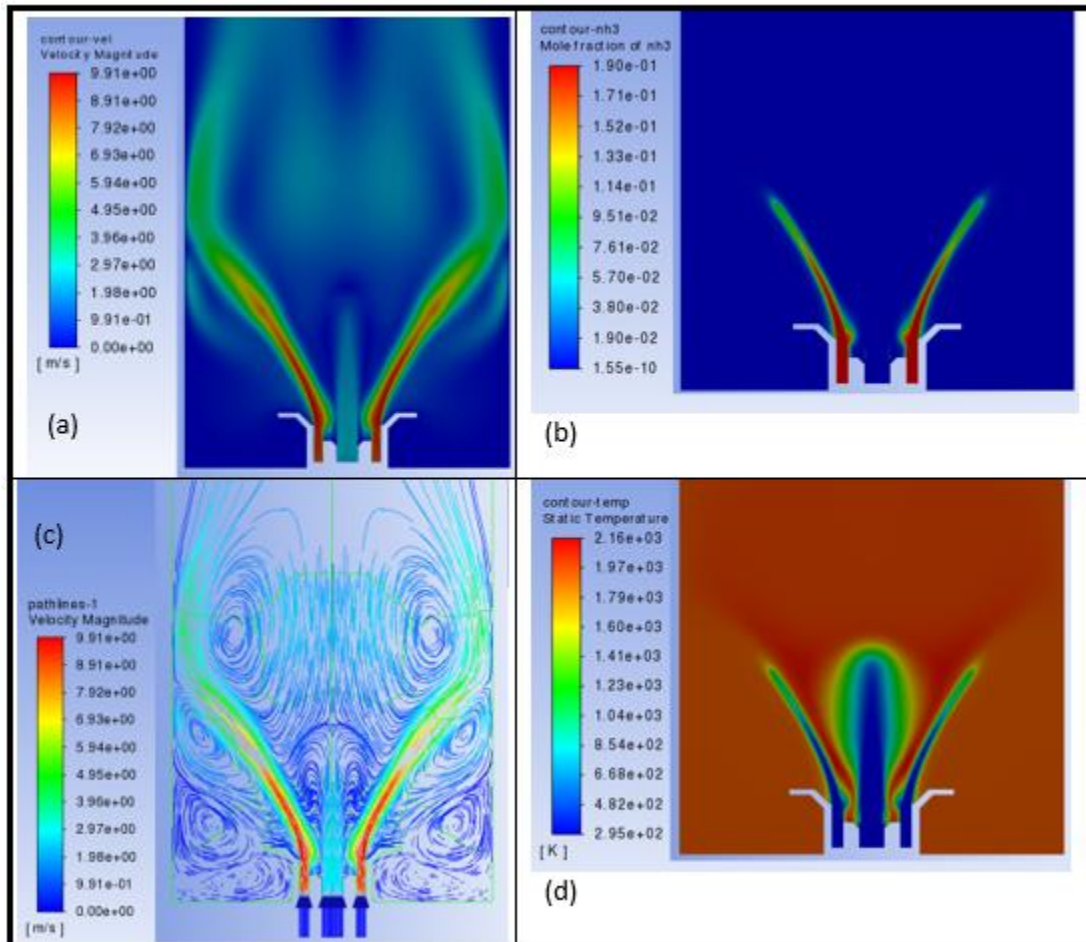 contour-vel
Velocity Magnitude
9.91e+00
8.91e+00
7.92e+00
6.93e+00
5.94e+00
4.95e+00
3.96e+00
2.97e+00
1.98e+00
9.91e-01
0.00e+00
[ m/s ]
(a)
contour-nh3
Mole fraction of nh3
1.90e-01
1.71e-01
1.52e-01
1.33e-01
1.14e-01
9.51e-02
7.61e-02
5.70e-02
3.80e-02
1.90e-02
1.55e-10
(b)
(c)
pathlines-1
Velocity Magnitude
9.91e+00
8.91e+00
7.92e+00
6.93e+00
5.94e+00
4.95e+00
3.96e+00
2.97e+00
1.98e+00
9.91e-01
0.00e+00
[ m/s ]
contour-temp
Static Temperature
2.16e+03
1.97e+03
1.79e+03
1.60e+03
1.41e+03
1.23e+03
1.04e+03
8.54e+02
6.68e+02
4.82e+02
2.95e+02
[ K ]
(d)